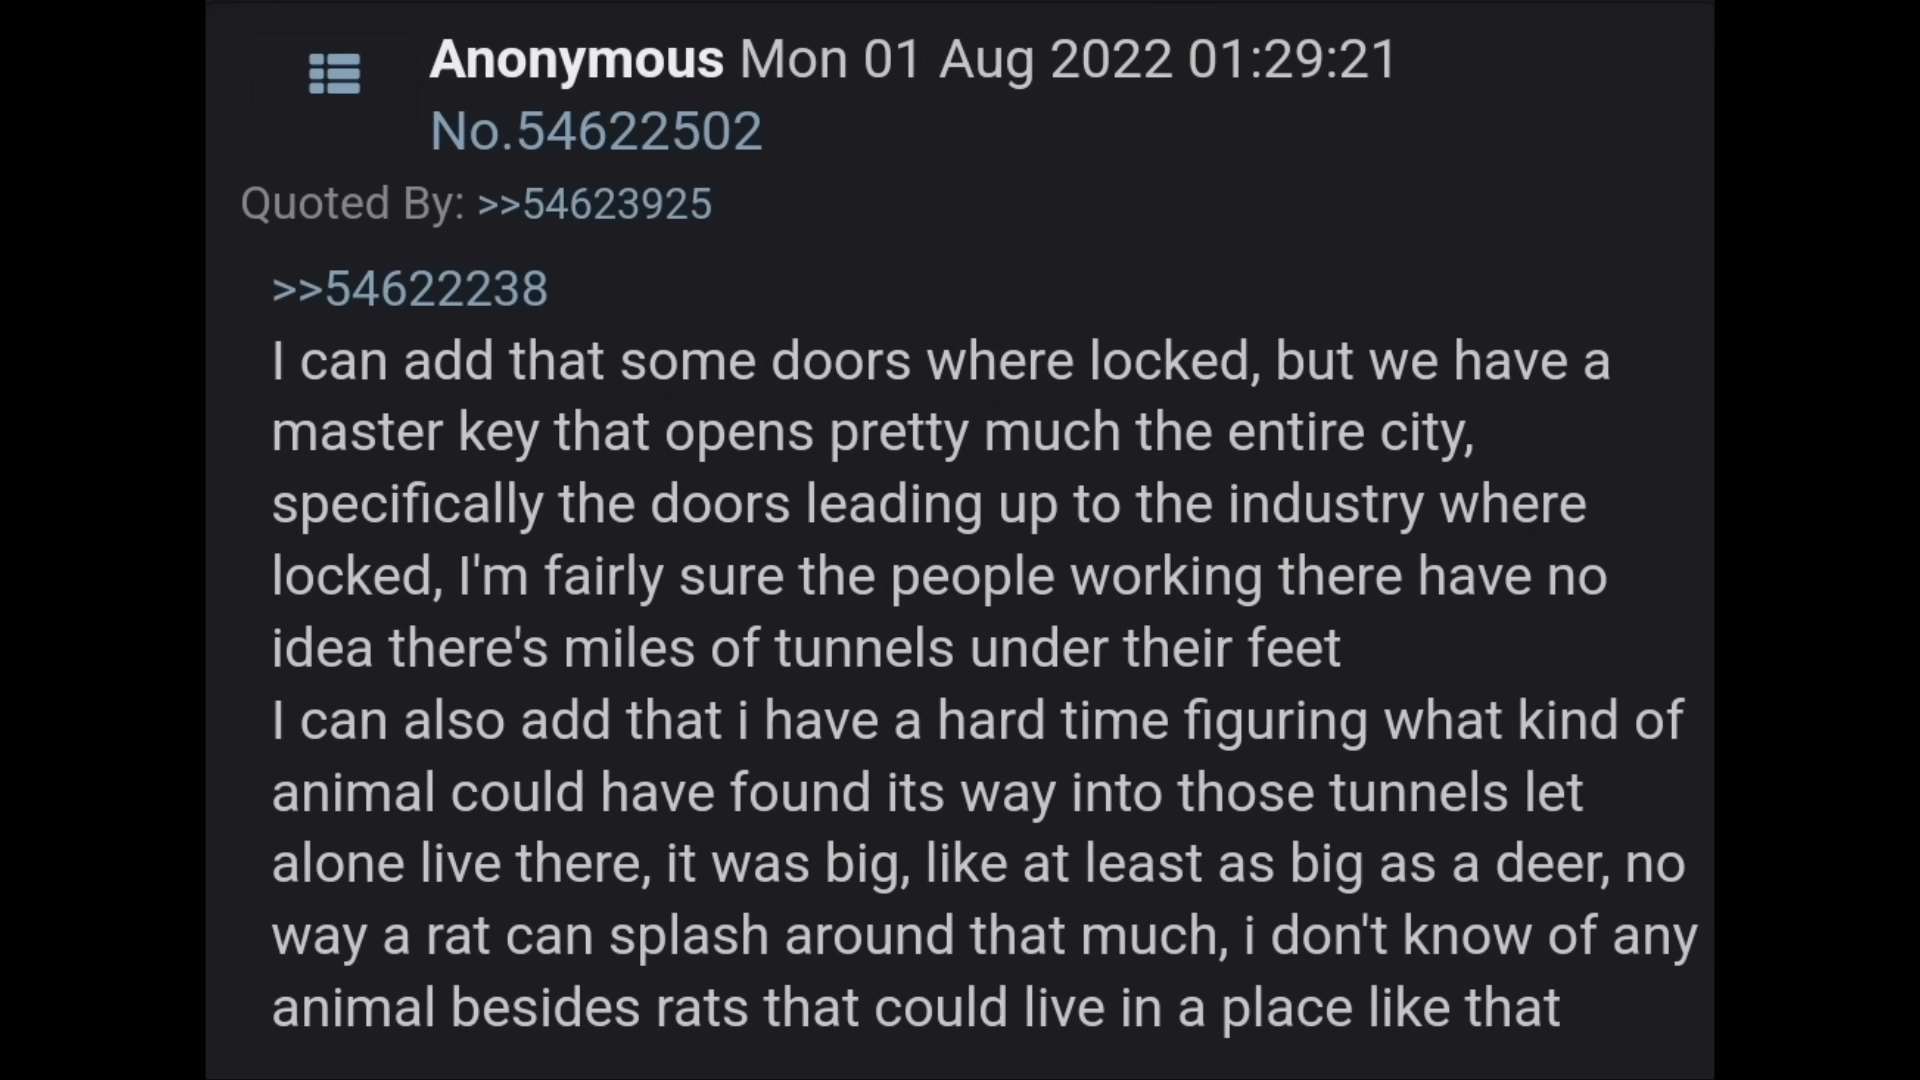 Anonymous Mon 01 Aug 2022 01:29:21
No.54622502
Quoted By: >>54623925
>>54622238
I can add that some doors where locked, but we have a
master key that opens pretty much the entire city,
specifically the doors leading up to the industry where
locked, I'm fairly sure the people working there have no
idea there's miles of tunnels under their feet
I can also add that i have a hard time figuring what kind of
animal could have found its way into those tunnels let
alone live there, it was big, like at least as big as a deer, no
way a rat can splash around that much, i don't know of any
animal besides rats that could live in a place like that